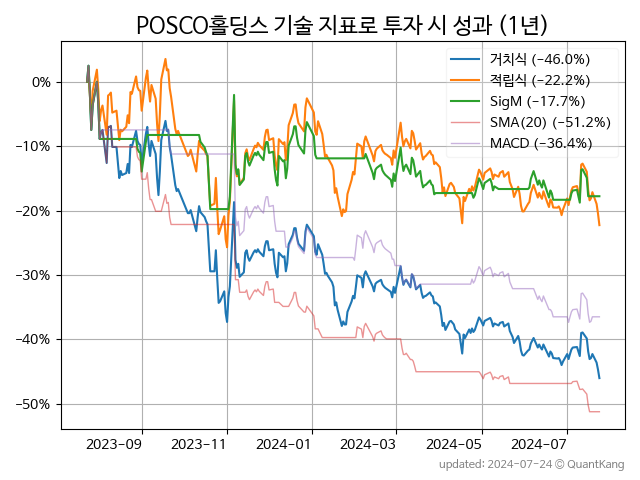 POSCO홀딩스 기술 지표로 투자 시 성과 (1년)
거치식 (−46.0%)
적립식 (−22.2%)
SigM (−17.7%)
SMA(20) (−51.2%)
MACD (−36.4%)
0%
−10%
−20%
−30%
−40%
−50%
2023−09 2023−11 2024−01 2024−03 2024−05 2024−07
updated: 2024-07-24 © QuantKang